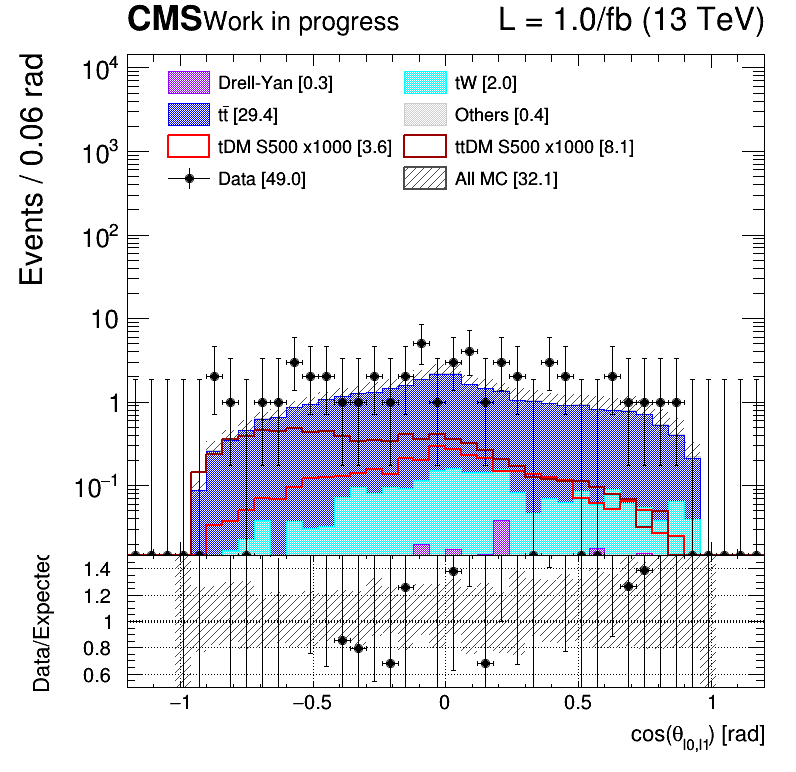 CMS Work in progress L = 1.0/fb (13 TeV)
Events / 0.06 rad
10⁴
10³
10²
10
1
10⁻¹
Drell-Yan [0.3] tW [2.0]
tt̄ [29.4] Others [0.4]
tDM S500 x1000 [3.6] ttDM S500 x1000 [8.1]
Data [49.0] All MC [32.1]
Data/Expected
1.4
1.2
1
0.8
0.6
−1 −0.5 0 0.5 1
cos(θ_l0,l1) [rad]